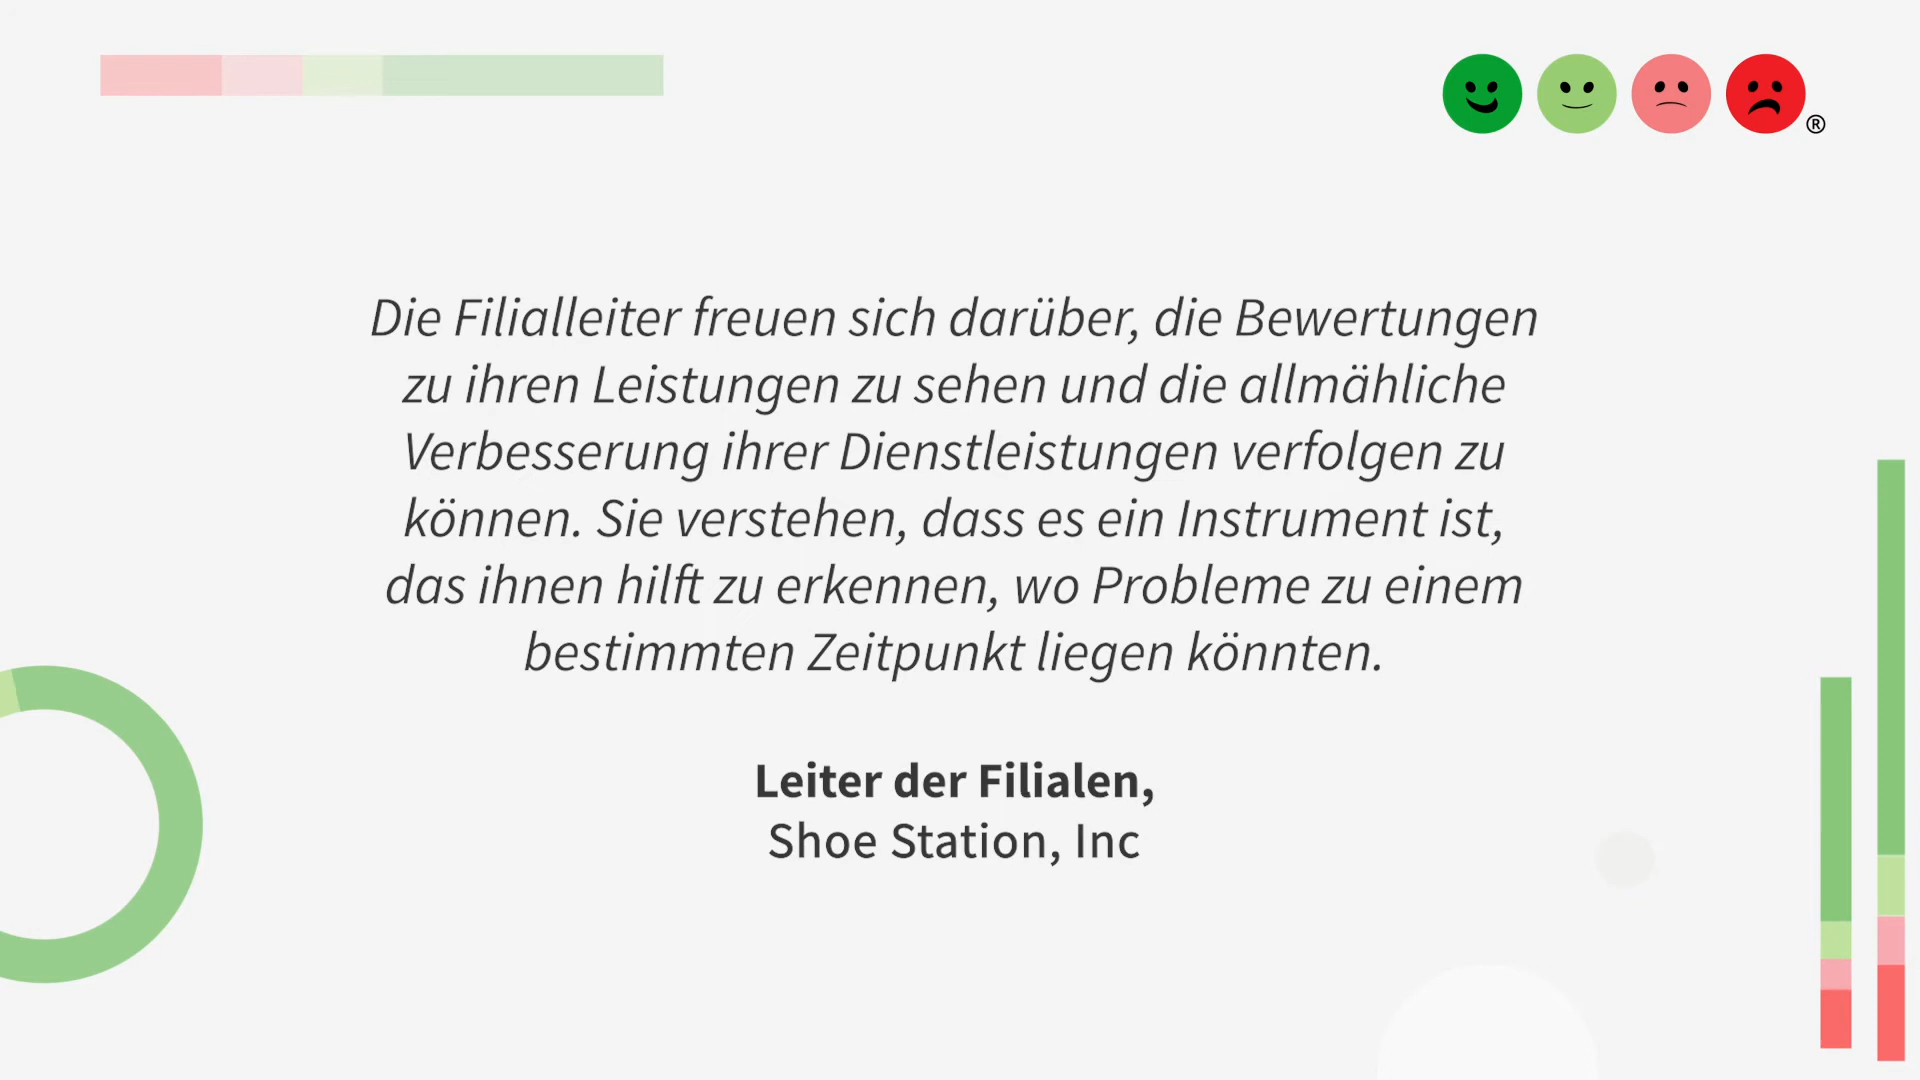 ®
Die Filialleiter freuen sich darüber, die Bewertungen
zu ihren Leistungen zu sehen und die allmähliche
Verbesserung ihrer Dienstleistungen verfolgen zu
können. Sie verstehen, dass es ein Instrument ist,
das ihnen hilft zu erkennen, wo Probleme zu einem
bestimmten Zeitpunkt liegen könnten.
Leiter der Filialen,
Shoe Station, Inc